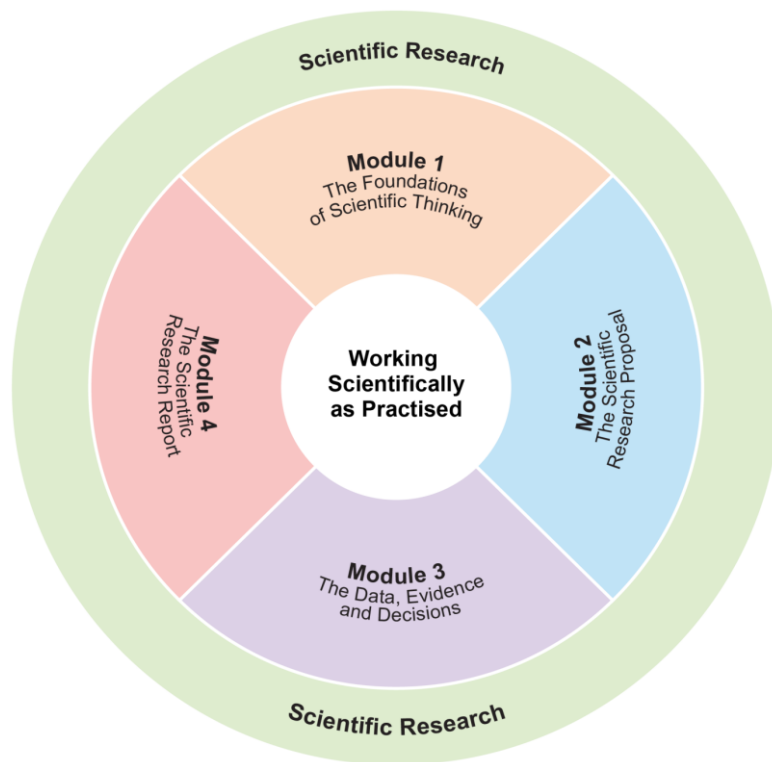 Scientific Research
Module 1
The Foundations
of Scientific Thinking
Module 2
The Scientific
Research Proposal
Working
Scientifically
as Practised
Module 4
The Scientific
Research Report
Module 3
The Data, Evidence
and Decisions
Scientific Research